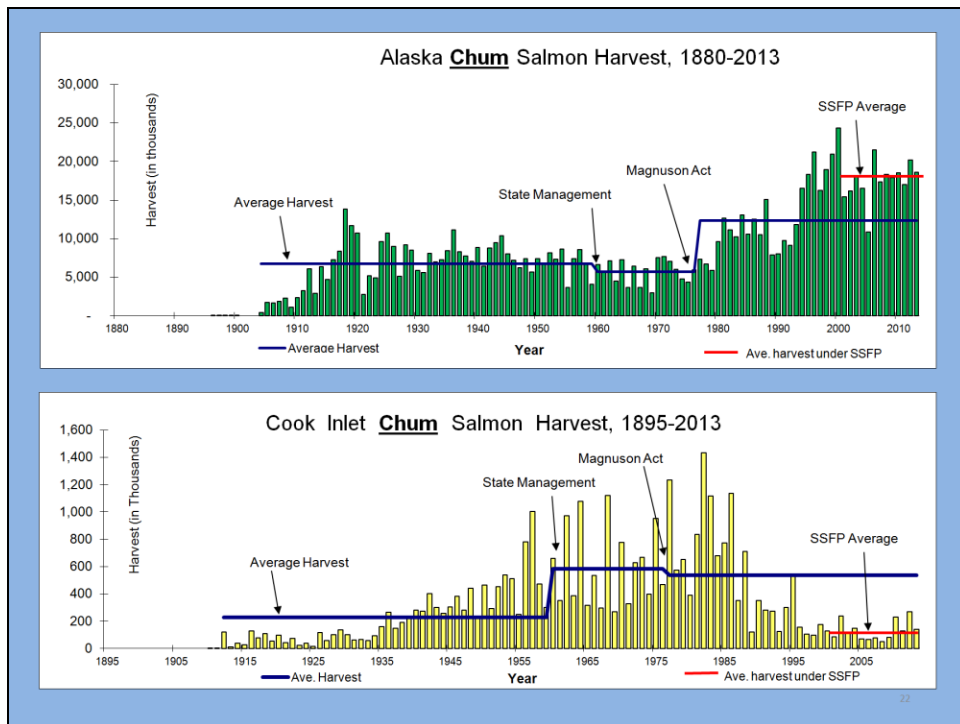 Alaska Chum Salmon Harvest, 1880-2013
30,000
25,000
20,000
15,000
10,000
5,000
-
Harvest (in thousands)
SSFP Average
Magnuson Act
State Management
Average Harvest
1880 1890 1900 1910 1920 1930 1940 1950 1960 1970 1980 1990 2000 2010
Average Harvest
Year
Ave. harvest under SSFP
Cook Inlet Chum Salmon Harvest, 1895-2013
1,600
1,400
1,200
1,000
800
600
400
200
0
Harvest (in Thousands)
Magnuson Act
State Management
SSFP Average
Average Harvest
1895 1905 1915 1925 1935 1945 1955 1965 1975 1985 1995 2005
Ave. Harvest
Year
Ave. harvest under SSFP
22